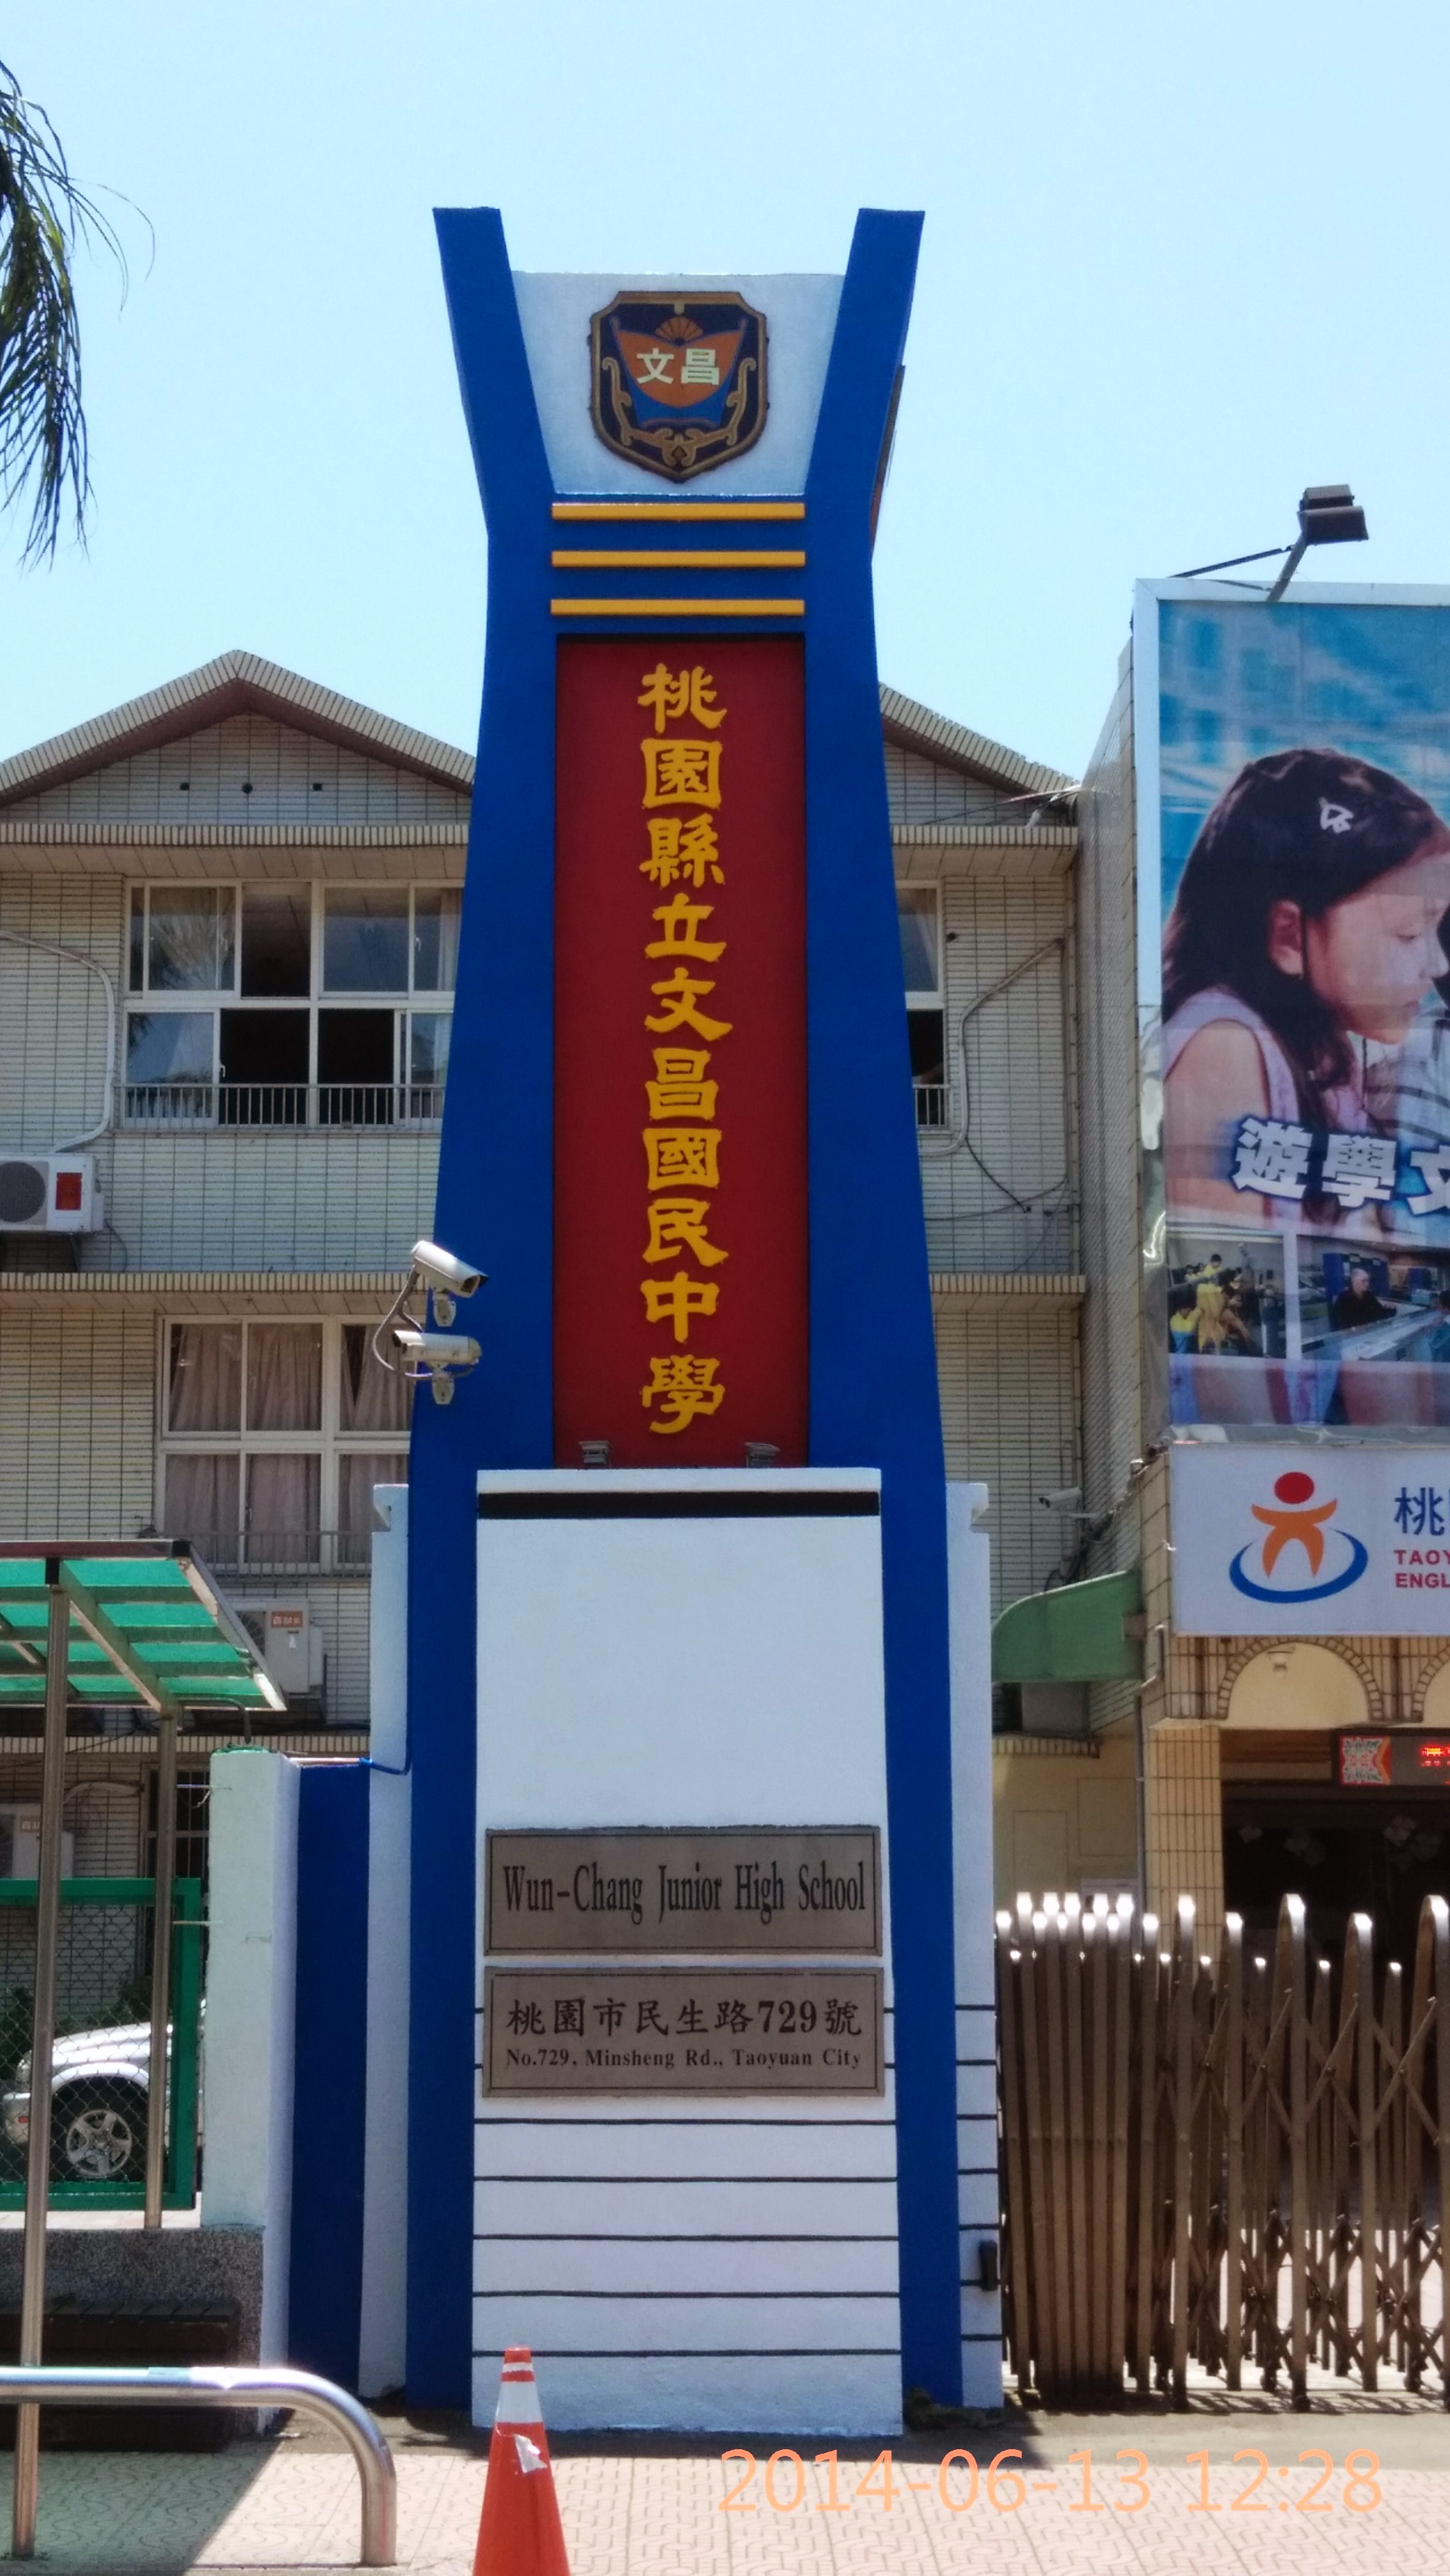 文昌
桃園縣立文昌國民中學
遊學文
桃
TAOY
ENGL
Wun-Chang Junior High School
桃園市民生路729號
No.729, Minsheng Rd., Taoyuan City
2014-06-13 12:28